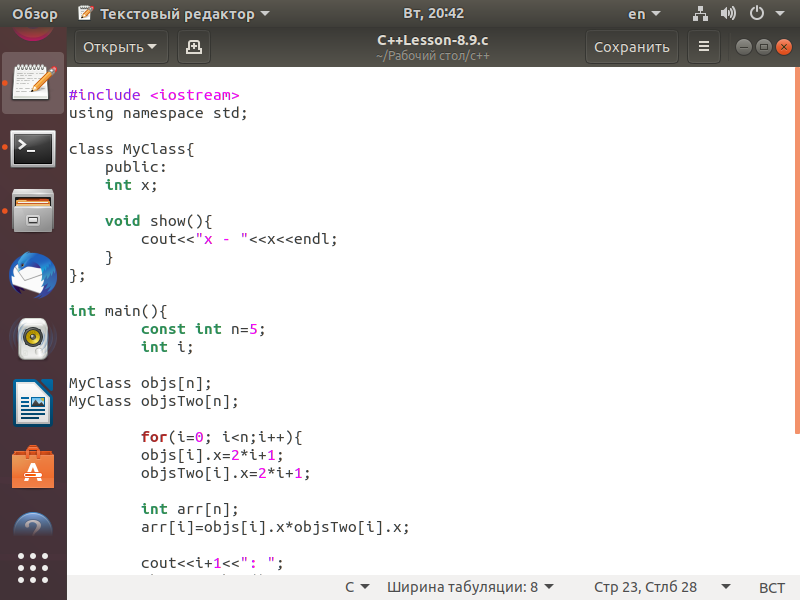 Обзор Текстовый редактор Вт, 20:42 en
Открыть C++Lesson-8.9.c Сохранить
~/Рабочий стол/c++
#include <iostream>
using namespace std;
class MyClass{
public:
int x;
void show(){
cout<<"x - "<<x<<endl;
}
};
int main(){
const int n=5;
int i;
MyClass objs[n];
MyClass objsTwo[n];
for(i=0; i<n;i++){
objs[i].x=2*i+1;
objsTwo[i].x=2*i+1;
int arr[n];
arr[i]=objs[i].x*objsTwo[i].x;
cout<<i+1<<": ";
C Ширина табуляции: 8 Стр 23, Стлб 28 ВСТ